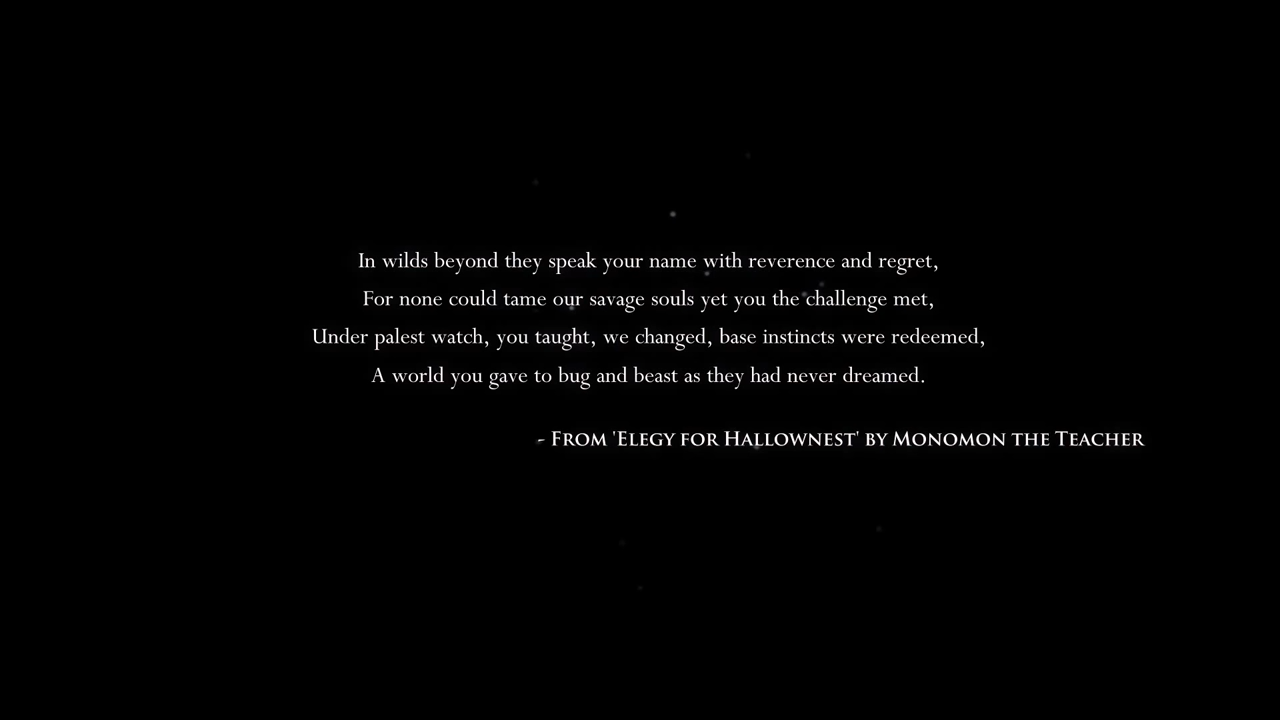 In wilds beyond they speak your name with reverence and regret,
For none could tame our savage souls yet you the challenge met,
Under palest watch, you taught, we changed, base instincts were redeemed,
A world you gave to bug and beast as they had never dreamed.
- From 'Elegy for Hallownest' by Monomon the Teacher